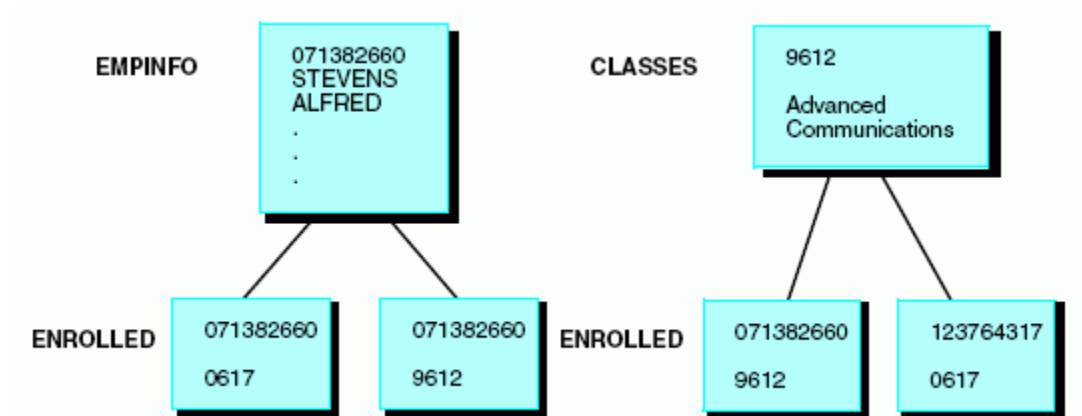 EMPINFO
071382660
STEVENS
ALFRED
.
.
.
CLASSES
9612
Advanced
Communications
ENROLLED
071382660
0617
071382660
9612
ENROLLED
071382660
9612
123764317
0617